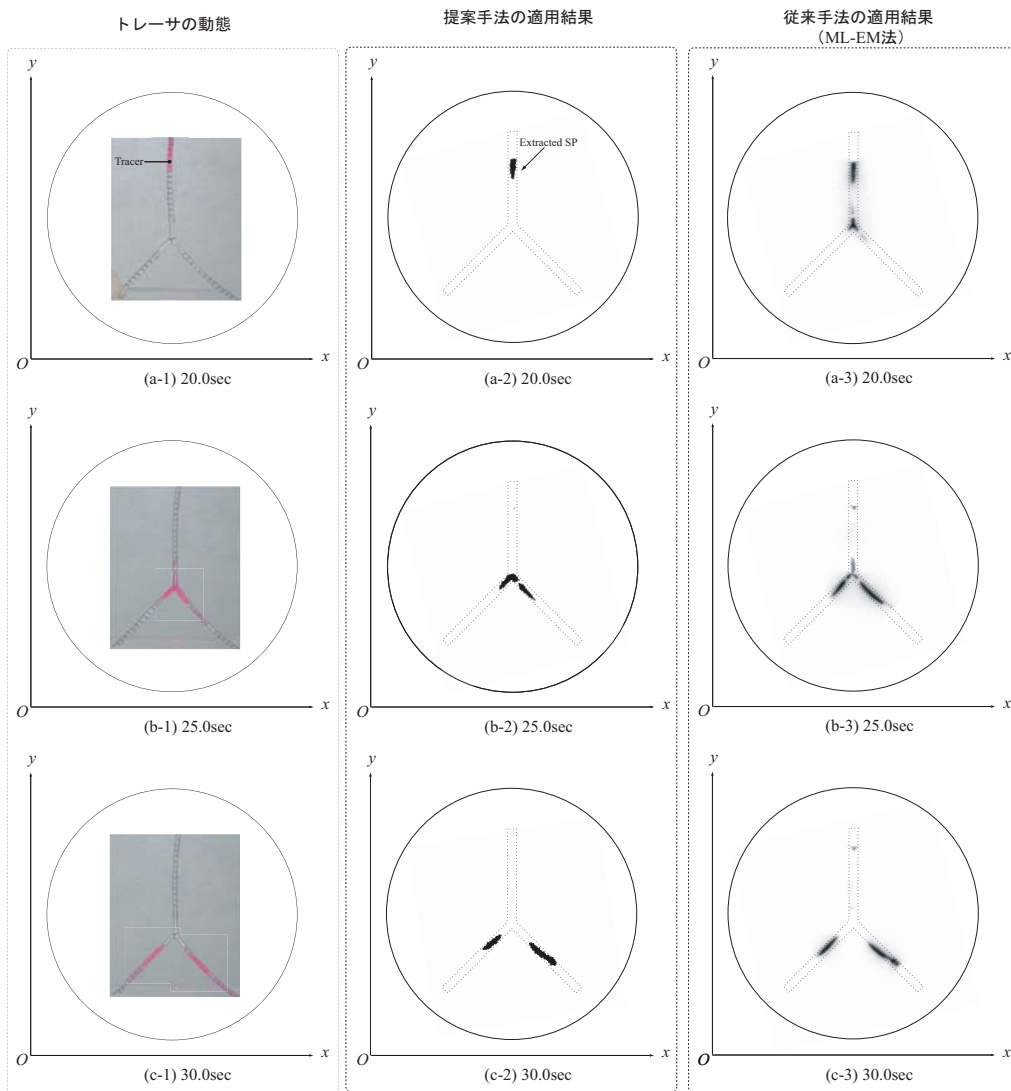 トレーサの動態
提案手法の適用結果
従来手法の適用結果
（ML-EM法）
y
Tracer
O
x
(a-1) 20.0sec
y
Extracted SP
O
x
(a-2) 20.0sec
y
O
x
(a-3) 20.0sec
y
O
x
(b-1) 25.0sec
y
O
x
(b-2) 25.0sec
y
O
x
(b-3) 25.0sec
y
O
x
(c-1) 30.0sec
y
O
x
(c-2) 30.0sec
y
O
x
(c-3) 30.0sec